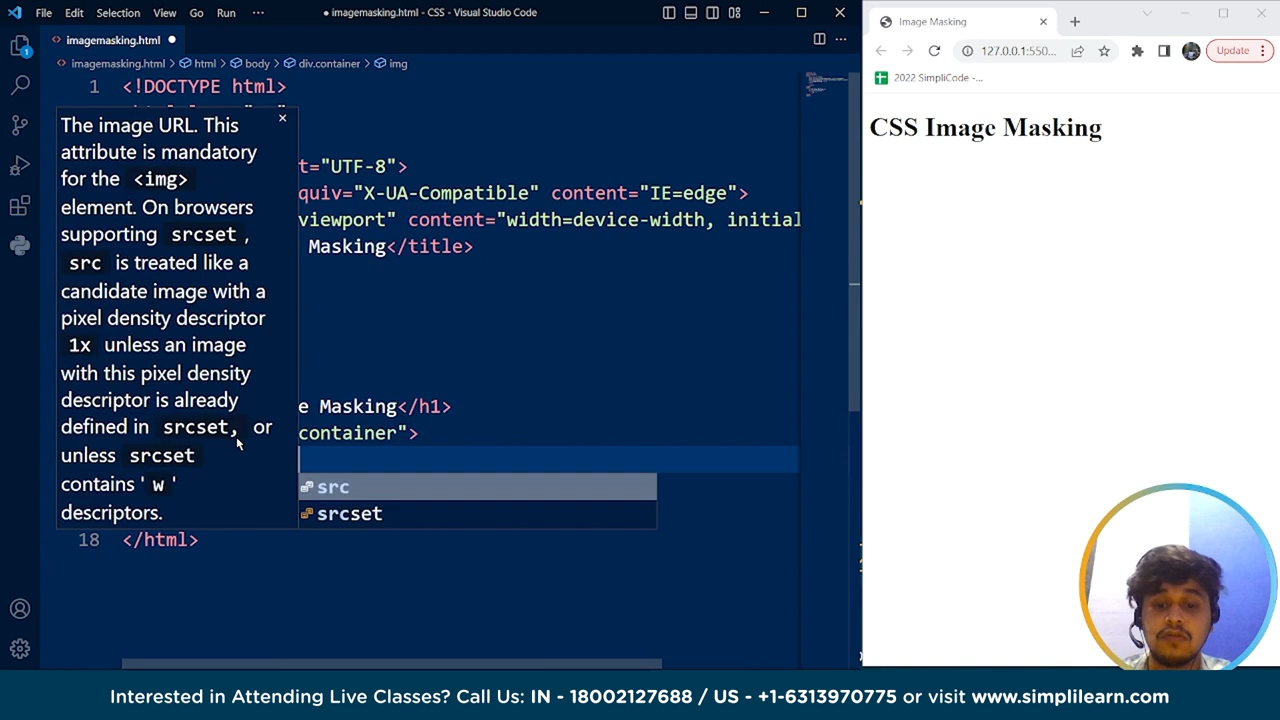 File Edit Selection View Go Run ··· ● imagemasking.html - CSS - Visual Studio Code
imagemasking.html ●
imagemasking.html > html > body > div.container > img
1 <!DOCTYPE html>
The image URL. This
attribute is mandatory
for the <img>
element. On browsers
supporting srcset,
src is treated like a
candidate image with a
pixel density descriptor
1x unless an image
with this pixel density
descriptor is already
defined in srcset, or
unless srcset
contains 'w'
descriptors.
t="UTF-8">
quiv="X-UA-Compatible" content="IE=edge">
viewport" content="width=device-width, initial
Masking</title>
e Masking</h1>
container">
src
srcset
18 </html>
1
Image Masking
127.0.0.1:550...
Update
2022 SimpliCode -...
CSS Image Masking
Interested in Attending Live Classes? Call Us: IN - 18002127688 / US - +1-6313970775 or visit www.simplilearn.com